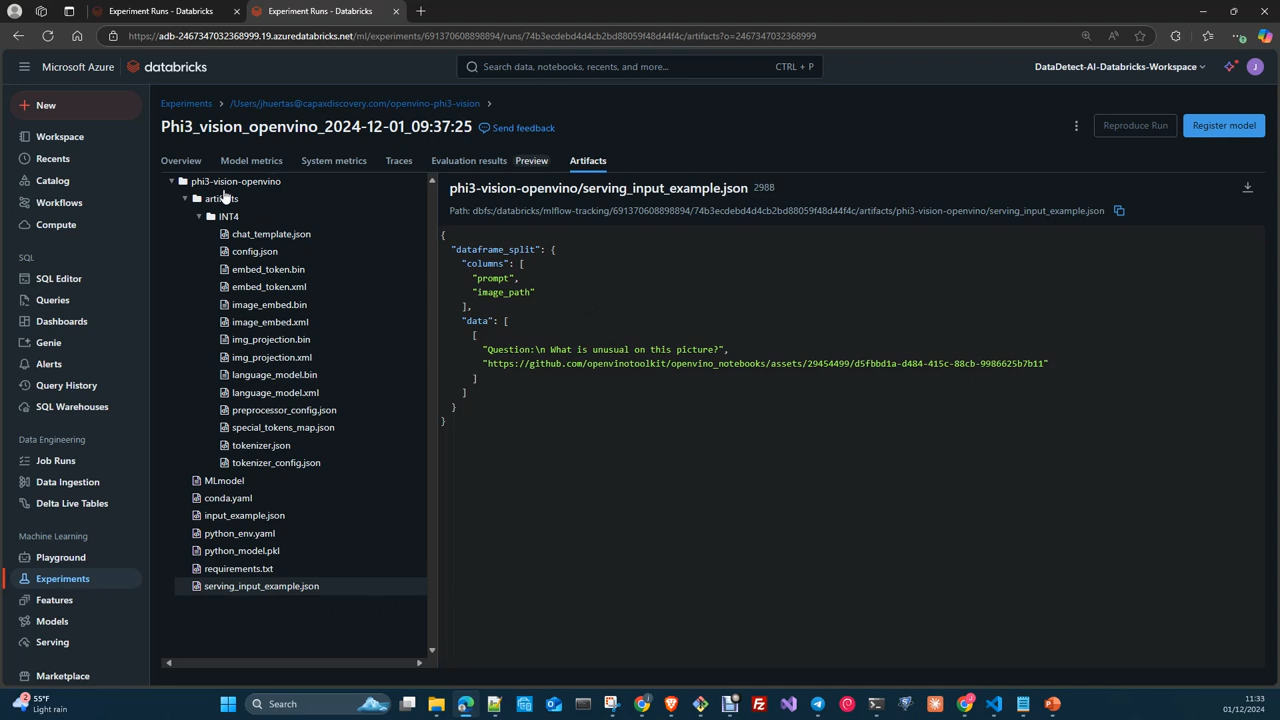 Experiment Runs - Databricks
Experiment Runs - Databricks
https://adb-2467347032368999.19.azuredatabricks.net/ml/experiments/691370608898894/runs/74b3ecdebd4d4cb2bd88059f48d44f4c/artifacts?o=2467347032368999
Microsoft Azure
databricks
Search data, notebooks, recents, and more...
CTRL + P
DataDetect-AI-Databricks-Workspace
J
New
Workspace
Recents
Catalog
Workflows
Compute
SQL
SQL Editor
Queries
Dashboards
Genie
Alerts
Query History
SQL Warehouses
Data Engineering
Job Runs
Data Ingestion
Delta Live Tables
Machine Learning
Playground
Experiments
Features
Models
Serving
Marketplace
Experiments
/Users/jhuertas@capaxdiscovery.com/openvino-phi3-vision
Phi3_vision_openvino_2024-12-01_09:37:25
Send feedback
Reproduce Run
Register model
Overview
Model metrics
System metrics
Traces
Evaluation results
Preview
Artifacts
phi3-vision-openvino
artifacts
INT4
chat_template.json
config.json
embed_token.bin
embed_token.xml
image_embed.bin
image_embed.xml
img_projection.bin
img_projection.xml
language_model.bin
language_model.xml
preprocessor_config.json
special_tokens_map.json
tokenizer.json
tokenizer_config.json
MLmodel
conda.yaml
input_example.json
python_env.yaml
python_model.pkl
requirements.txt
serving_input_example.json
phi3-vision-openvino/serving_input_example.json 298B
Path: dbfs:/databricks/mlflow-tracking/691370608898894/74b3ecdebd4d4cb2bd88059f48d44f4c/artifacts/phi3-vision-openvino/serving_input_example.json
{
"dataframe_split": {
"columns": [
"prompt",
"image_path"
],
"data": [
[
"Question:\n What is unusual on this picture?",
"https://github.com/openvinotoolkit/openvino_notebooks/assets/29454499/d5fbbd1a-d484-415c-88cb-9986625b7b11"
]
]
}
}
2
55°F
Light rain
Search
11:33
01/12/2024